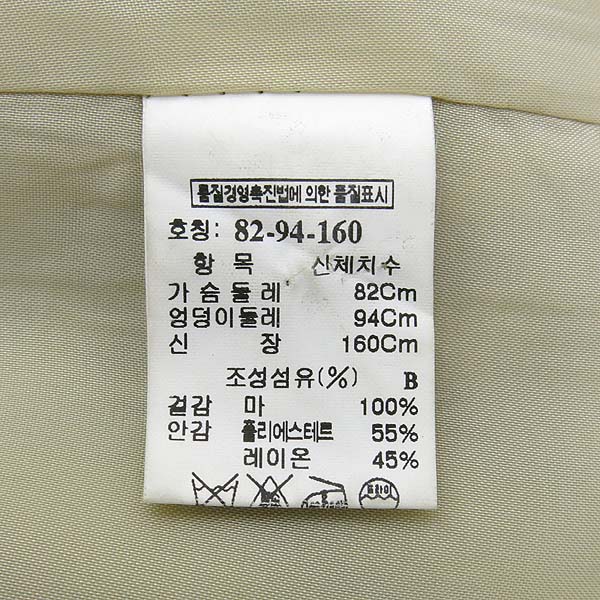 품질경영촉진법에 의한 품질표시
호칭: 82-94-160
항 목 신체치수
가슴둘레 82Cm
엉덩이둘레 94Cm
신 장 160Cm
조성섬유(%) B
겉감 마 100%
안감 폴리에스테르 55%
레이온 45%
드라이